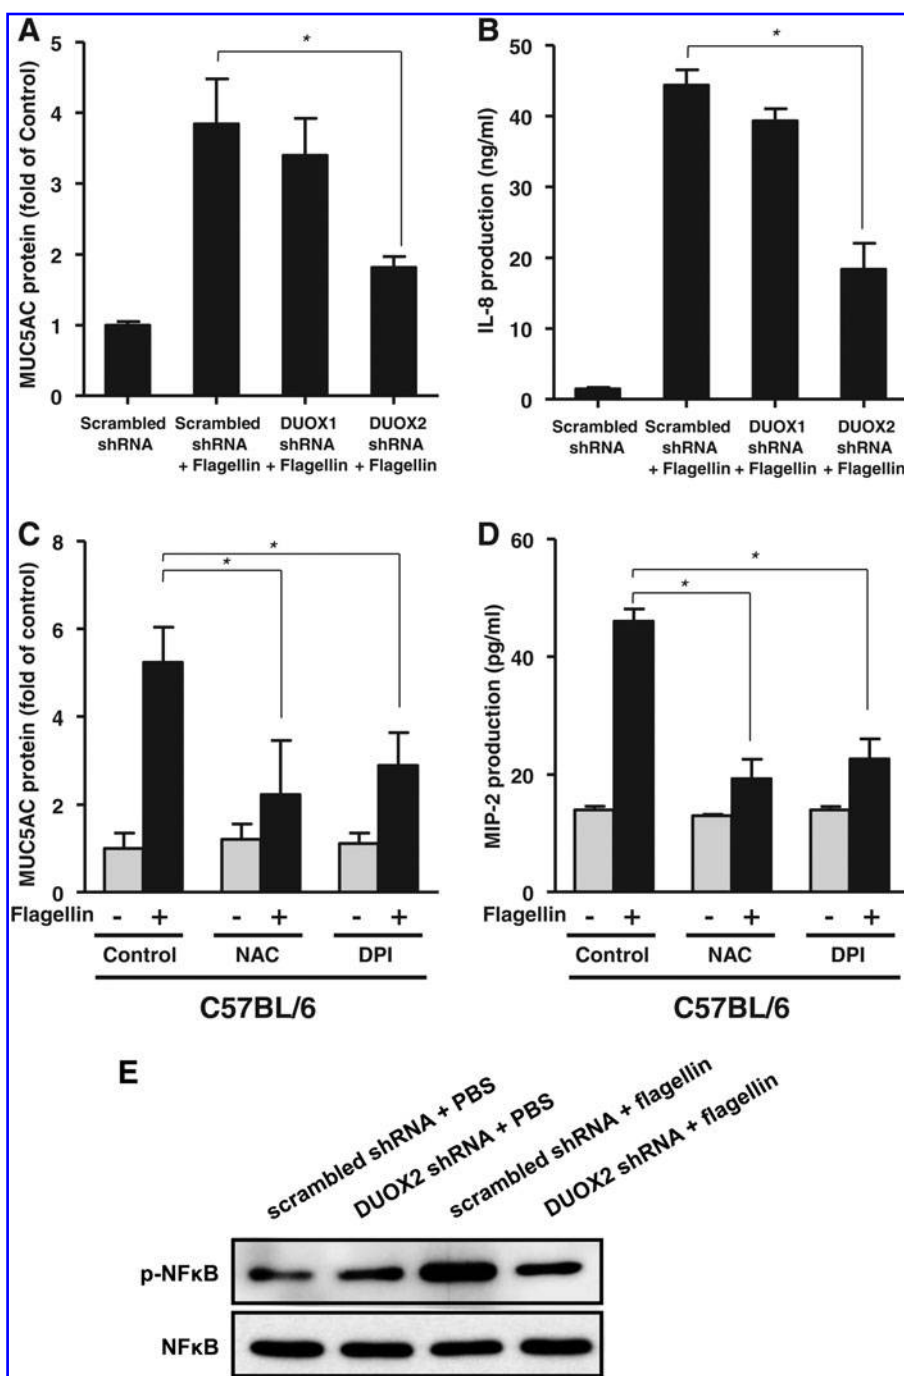 A
MUC5AC protein (fold of Control)
5
4
3
2
1
0
*
Scrambled shRNA
Scrambled shRNA + Flagellin
DUOX1 shRNA + Flagellin
DUOX2 shRNA + Flagellin
B
IL-8 production (ng/ml)
50
40
30
20
10
0
*
Scrambled shRNA
Scrambled shRNA + Flagellin
DUOX1 shRNA + Flagellin
DUOX2 shRNA + Flagellin
C
MUC5AC protein (fold of control)
8
6
4
2
0
*
*
Flagellin - + - + - +
Control NAC DPI
C57BL/6
D
MIP-2 production (pg/ml)
60
40
20
0
*
*
Flagellin - + - + - +
Control NAC DPI
C57BL/6
E
scrambled shRNA + PBS
DUOX2 shRNA + PBS
scrambled shRNA + flagellin
DUOX2 shRNA + flagellin
p-NFκB
NFκB